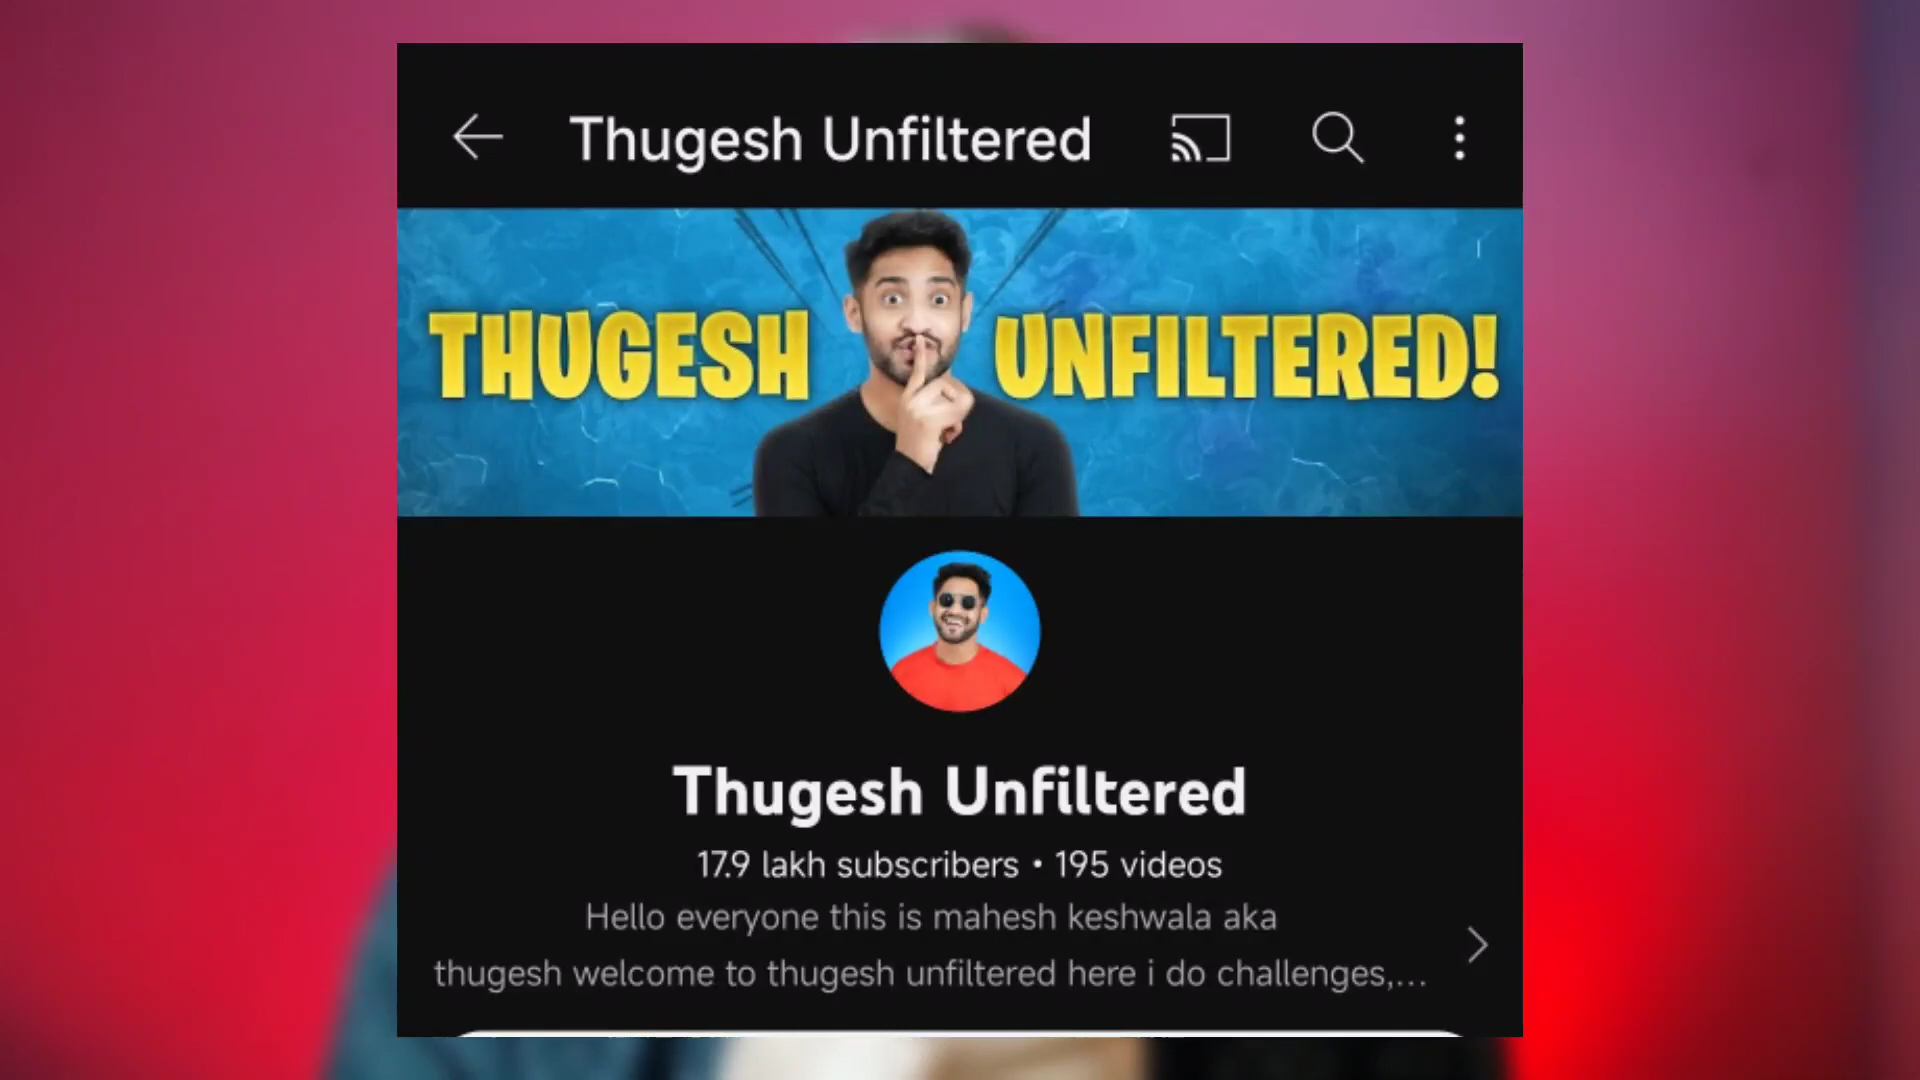 Thugesh Unfiltered
THUGESH UNFILTERED!
Thugesh Unfiltered
17.9 lakh subscribers • 195 videos
Hello everyone this is mahesh keshwala aka
thugesh welcome to thugesh unfiltered here i do challenges,...